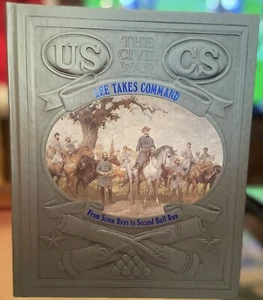 US
THE
CIVIL
WAR
CS
LEE TAKES COMMAND
From Seven Days to Second Bull Run